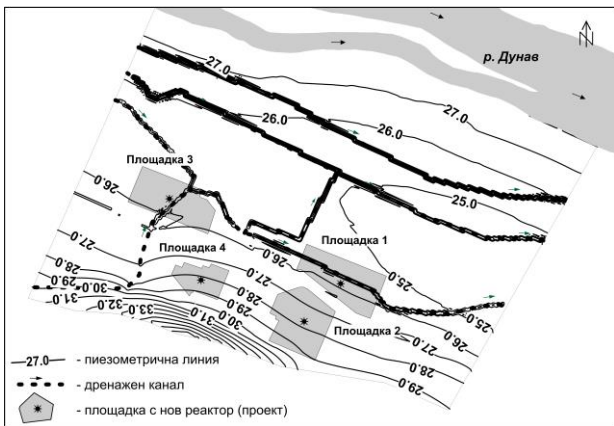 N
р. Дунав
27.0
27.0
26.0
26.0
25.0
Площадка 3
26.0
Площадка 1
Площадка 4
26.0
25.0
27.0
27.0
28.0
28.0
29.0
29.0
30.0
30.0
31.0
31.0
32.0
33.0
Площадка 2
25.0
26.0
27.0
28.0
29.0
27.0 - пиезометрична линия
- дренажен канал
- площадка с нов реактор (проект)